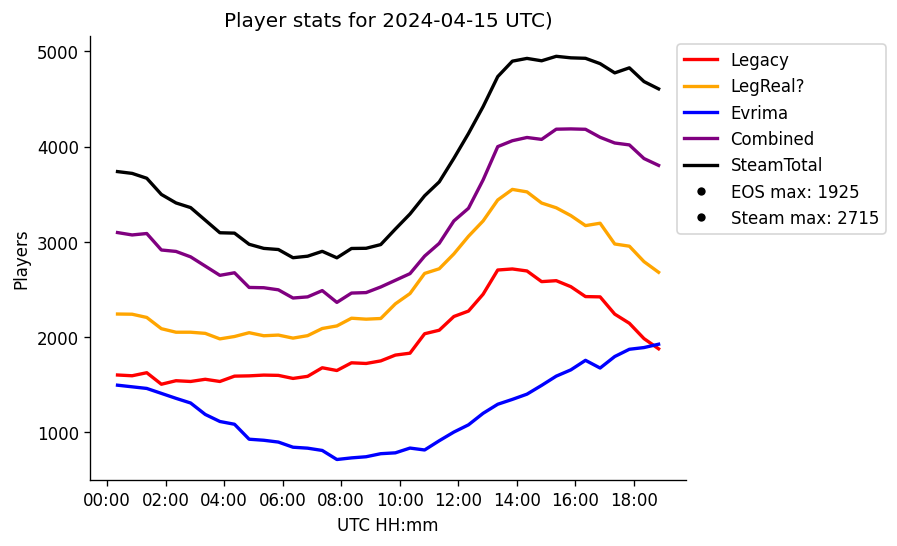 Player stats for 2024-04-15 UTC)
5000
4000
3000
2000
1000
Players
00:00 02:00 04:00 06:00 08:00 10:00 12:00 14:00 16:00 18:00
UTC HH:mm
Legacy
LegReal?
Evrima
Combined
SteamTotal
EOS max: 1925
Steam max: 2715